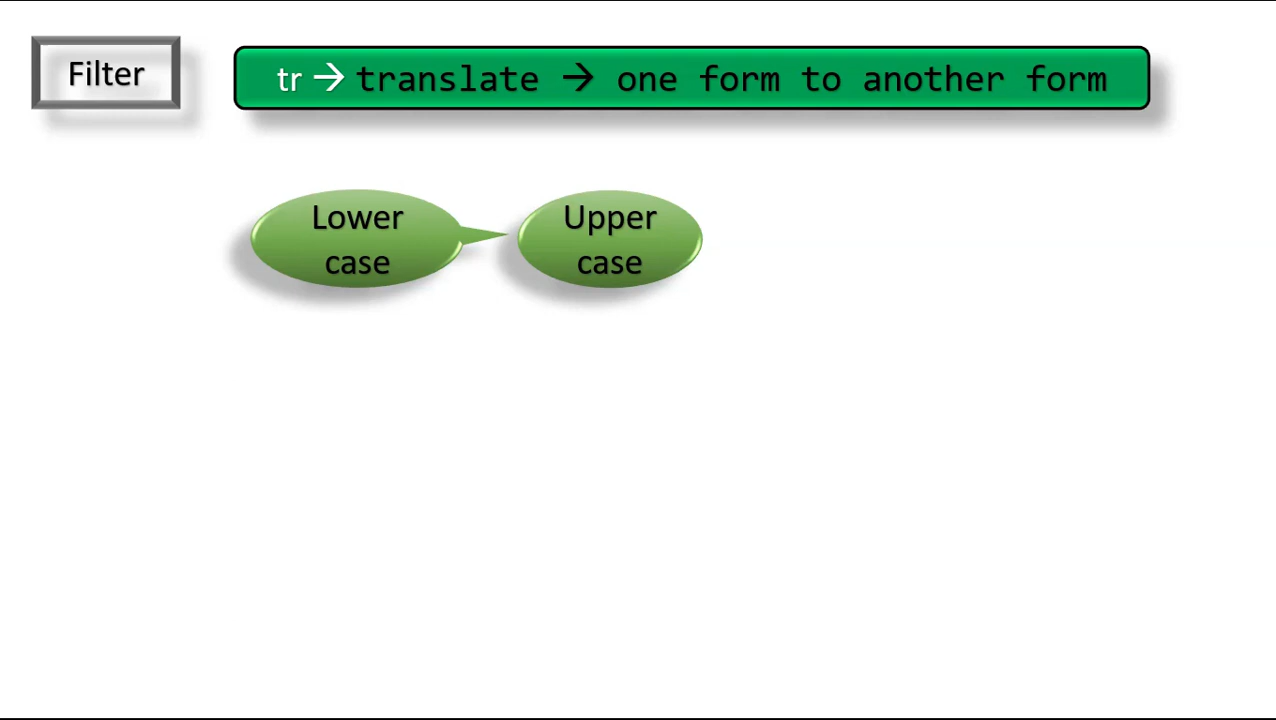 Filter
tr → translate → one form to another form
Lower
case
Upper
case